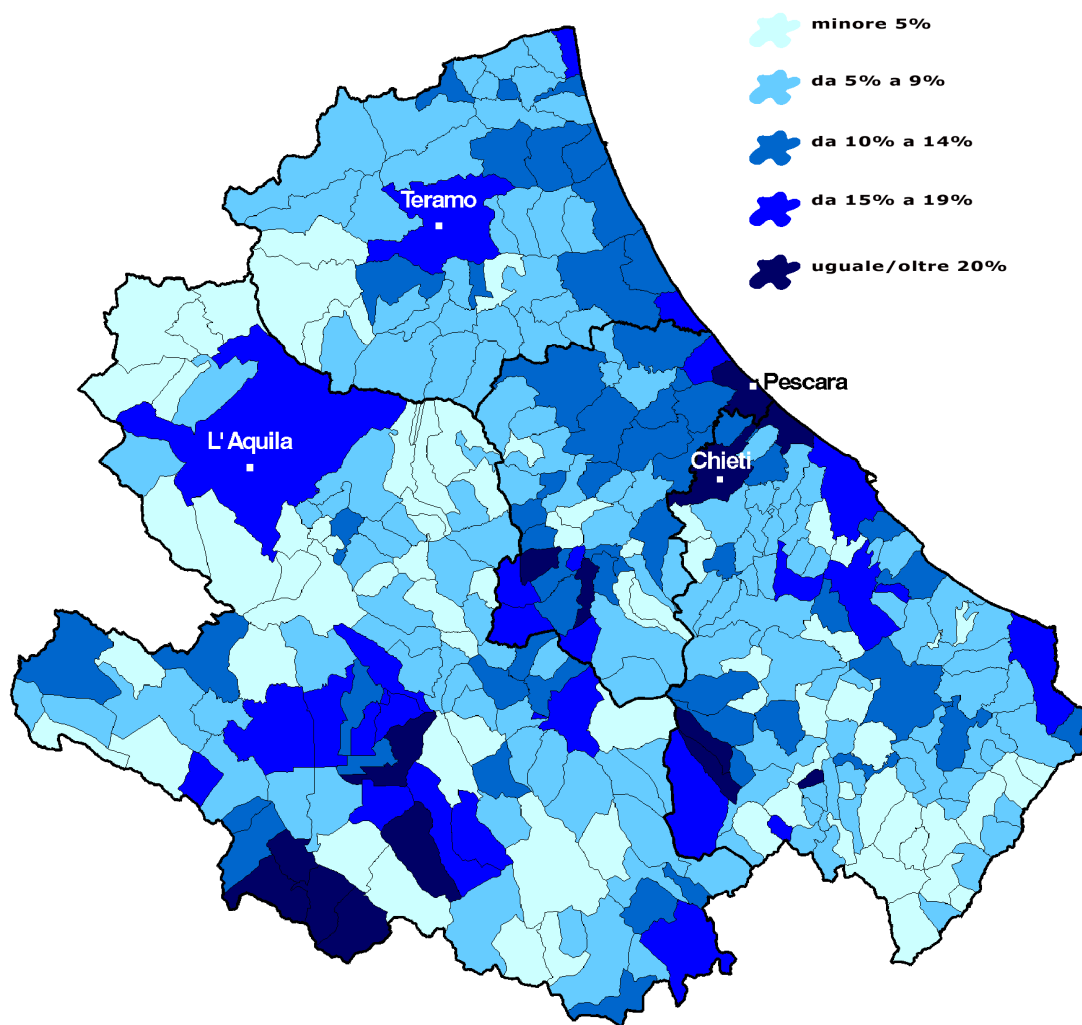 minore 5%
da 5% a 9%
da 10% a 14%
da 15% a 19%
uguale/oltre 20%
Teramo
Pescara
L'Aquila
Chieti